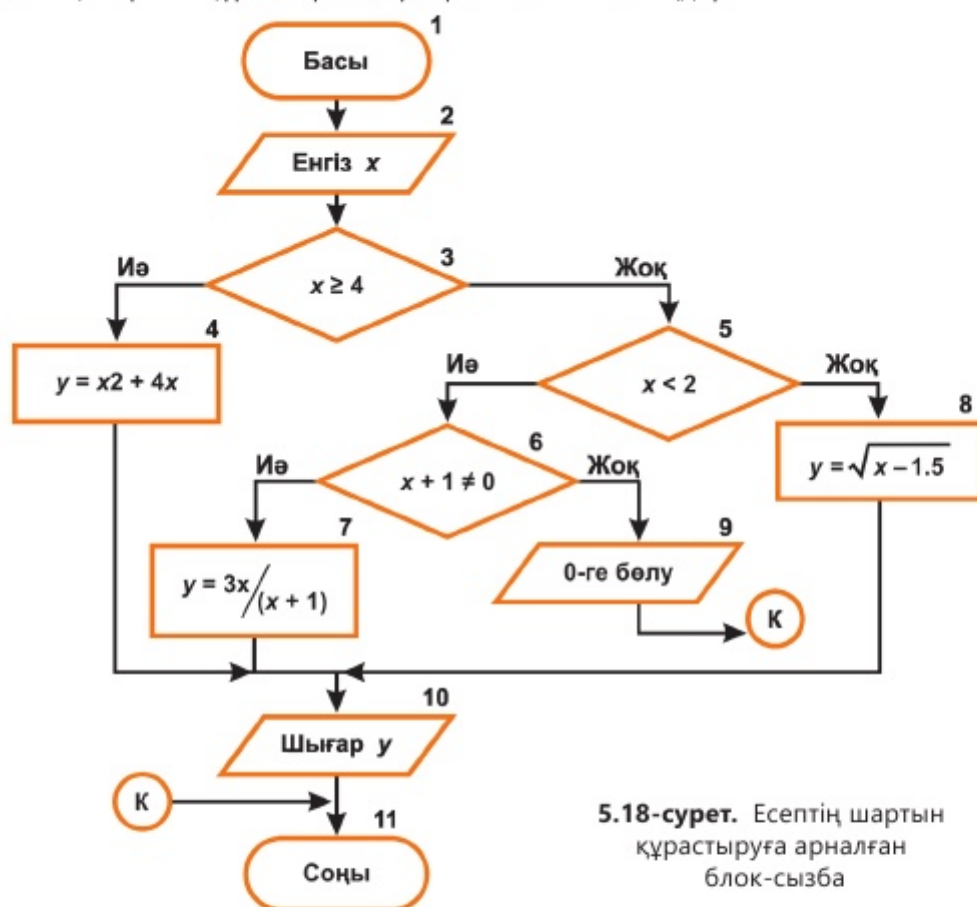 1
Басы
2
Енгіз x
3
x ≥ 4
Иә
Жоқ
4
y = x2 + 4x
5
x < 2
Иә
Жоқ
6
x + 1 ≠ 0
Иә
Жоқ
8
y = √x – 1.5
7
y = 3x/(x + 1)
9
0-ге бөлу
К
10
Шығар y
К
11
Соңы
5.18-сурет. Есептің шартын
құрастыруға арналған
блок-сызба